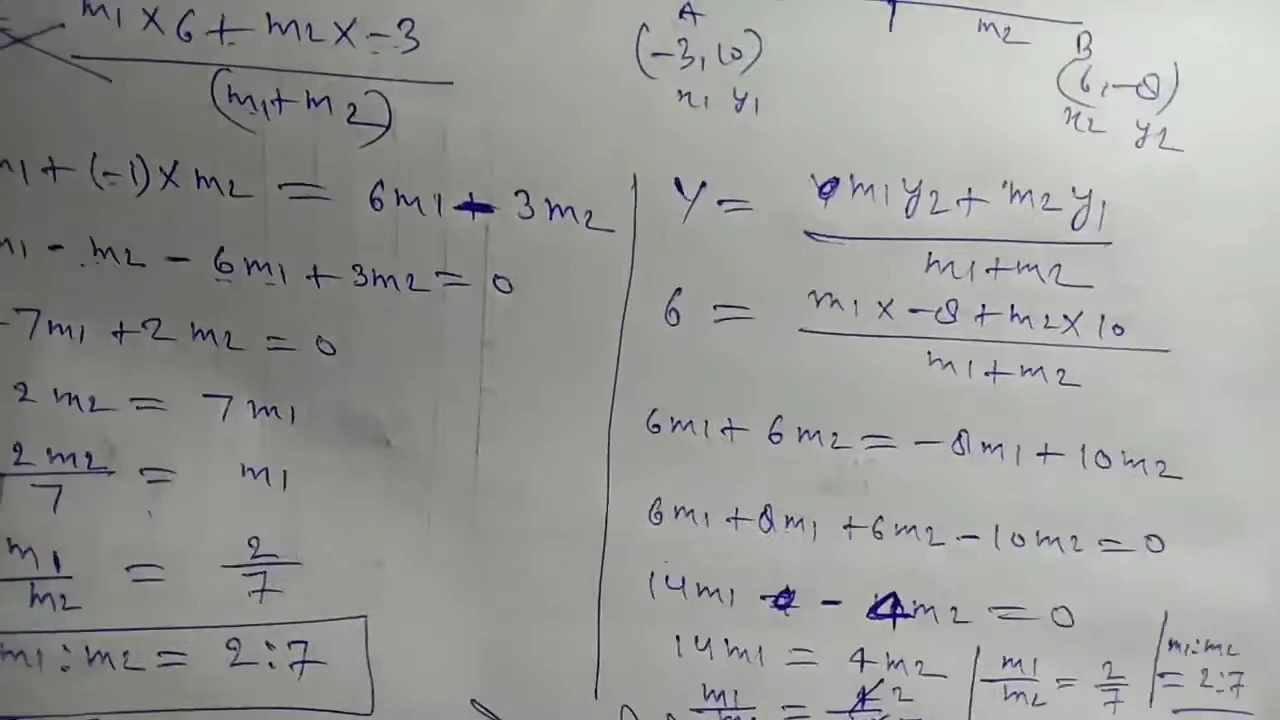 m1 × 6 + m2 × -3
(m1 + m2)
m1 + (-1) × m2 = 6m1 - 3m2
m1 - m2 - 6m1 + 3m2 = 0
-7m1 + 2m2 = 0
2m2 = 7m1
2m2/7 = m1
m1/m2 = 2/7
m1 : m2 = 2 : 7
A
(-3, 10)
x1 y1
m2
B
(6, -8)
x2 y2
Y = m1y2 + m2y1
m1 + m2
6 = m1 × -8 + m2 × 10
m1 + m2
6m1 + 6m2 = -8m1 + 10m2
6m1 + 8m1 + 6m2 - 10m2 = 0
14m1 - 4m2 = 0
14m1 = 4m2
m1/m2 = 2/7
m1 : m2
= 2 : 7
m1